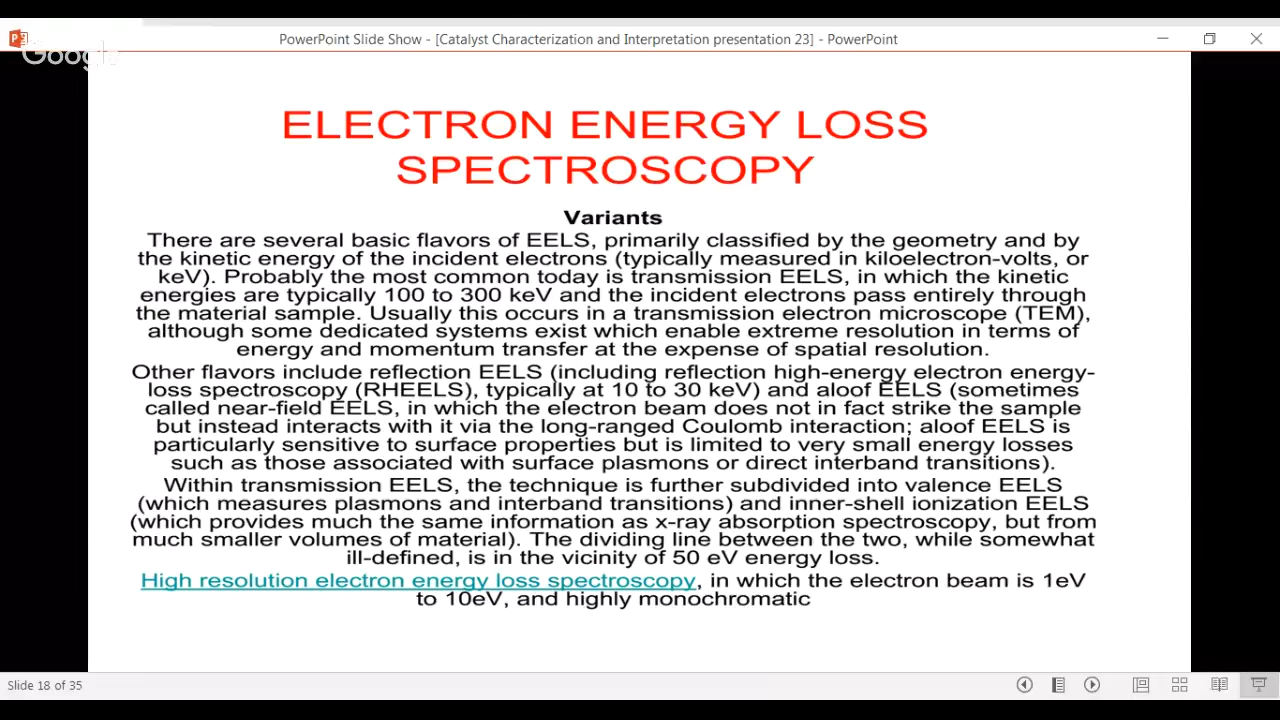 PowerPoint Slide Show - [Catalyst Characterization and Interpretation presentation 23] - PowerPoint
Google
ELECTRON ENERGY LOSS
SPECTROSCOPY
Variants
There are several basic flavors of EELS, primarily classified by the geometry and by
the kinetic energy of the incident electrons (typically measured in kiloelectron-volts, or
keV). Probably the most common today is transmission EELS, in which the kinetic
energies are typically 100 to 300 keV and the incident electrons pass entirely through
the material sample. Usually this occurs in a transmission electron microscope (TEM),
although some dedicated systems exist which enable extreme resolution in terms of
energy and momentum transfer at the expense of spatial resolution.
Other flavors include reflection EELS (including reflection high-energy electron energy-
loss spectroscopy (RHEELS), typically at 10 to 30 keV) and aloof EELS (sometimes
called near-field EELS, in which the electron beam does not in fact strike the sample
but instead interacts with it via the long-ranged Coulomb interaction; aloof EELS is
particularly sensitive to surface properties but is limited to very small energy losses
such as those associated with surface plasmons or direct interband transitions).
Within transmission EELS, the technique is further subdivided into valence EELS
(which measures plasmons and interband transitions) and inner-shell ionization EELS
(which provides much the same information as x-ray absorption spectroscopy, but from
much smaller volumes of material). The dividing line between the two, while somewhat
ill-defined, is in the vicinity of 50 eV energy loss.
High resolution electron energy loss spectroscopy, in which the electron beam is 1eV
to 10eV, and highly monochromatic
Slide 18 of 35